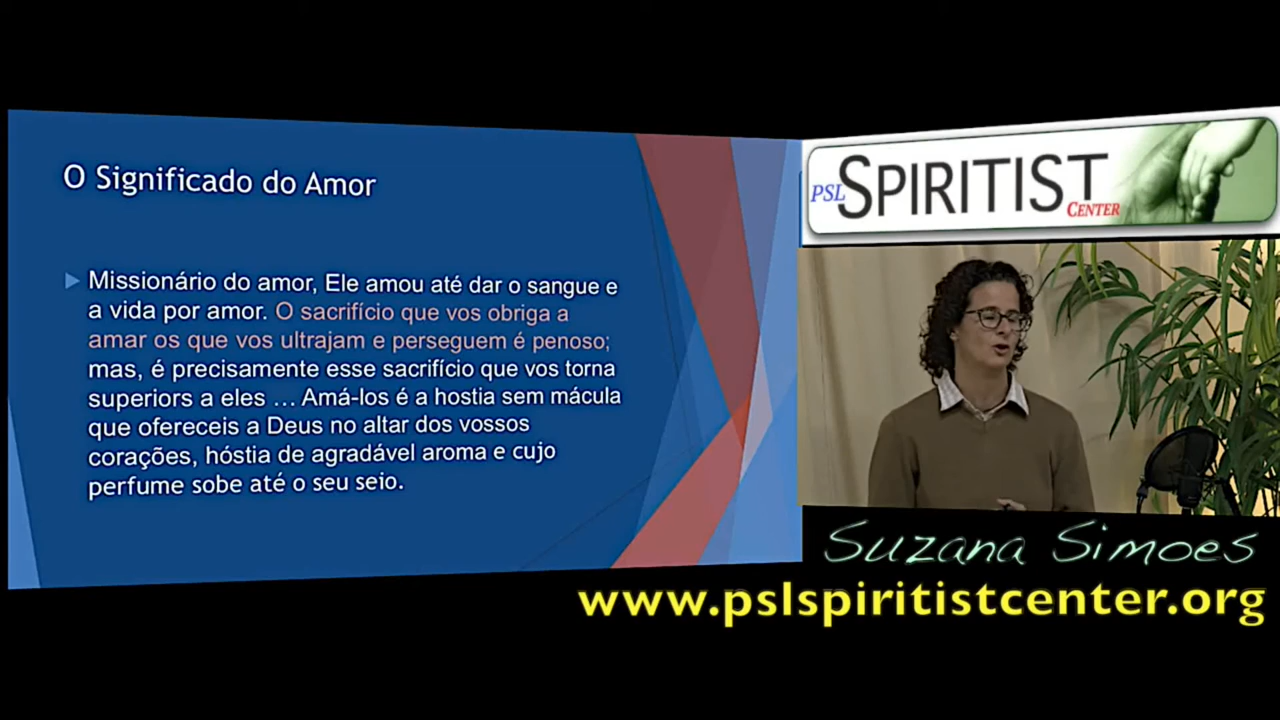 O Significado do Amor
Missionário do amor, Ele amou até dar o sangue e
a vida por amor. O sacrifício que vos obriga a
amar os que vos ultrajam e perseguem é penoso;
mas, é precisamente esse sacrifício que vos torna
superiors a eles … Amá-los é a hostia sem mácula
que ofereceis a Deus no altar dos vossos
corações, hóstia de agradável aroma e cujo
perfume sobe até o seu seio.
PSL SPIRITIST
CENTER
Suzana Simoes
www.pslspiritistcenter.org